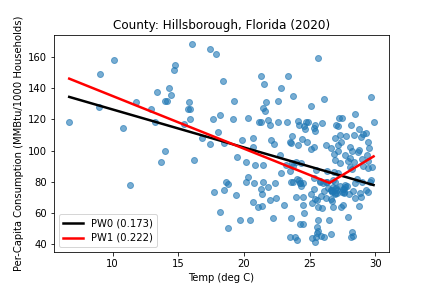 County: Hillsborough, Florida (2020)
Per-Capita Consumption (MMBtu/1000 Households)
160
140
120
100
80
60
40
PW0 (0.173)
PW1 (0.222)
10 15 20 25 30
Temp (deg C)